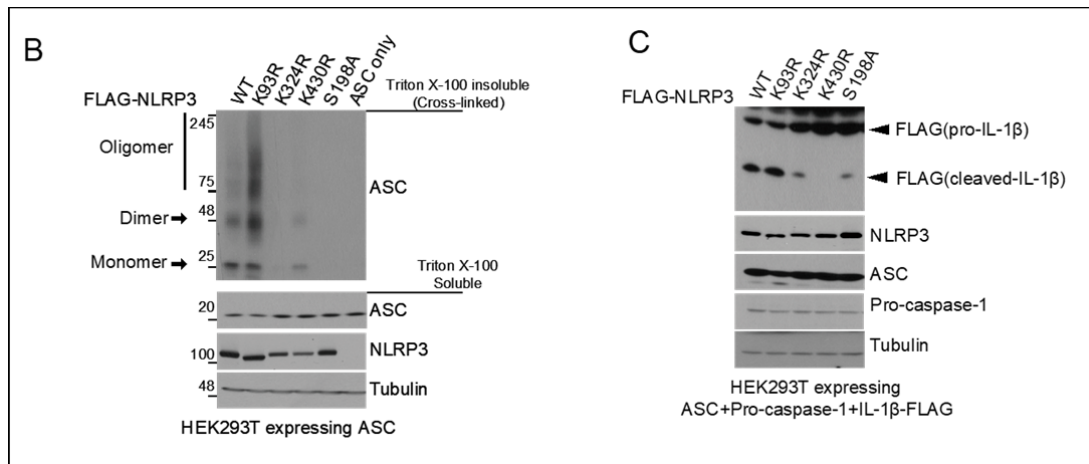 B
FLAG-NLRP3
WT
K93R
K324R
K430R
S198A
ASC only
Triton X-100 insoluble
(Cross-linked)
245
Oligomer
75
ASC
48
Dimer
25
Monomer
Triton X-100
Soluble
20
ASC
100
NLRP3
48
Tubulin
HEK293T expressing ASC
C
FLAG-NLRP3
WT
K93R
K324R
K430R
S198A
FLAG(pro-IL-1β)
FLAG(cleaved-IL-1β)
NLRP3
ASC
Pro-caspase-1
Tubulin
HEK293T expressing
ASC+Pro-caspase-1+IL-1β-FLAG